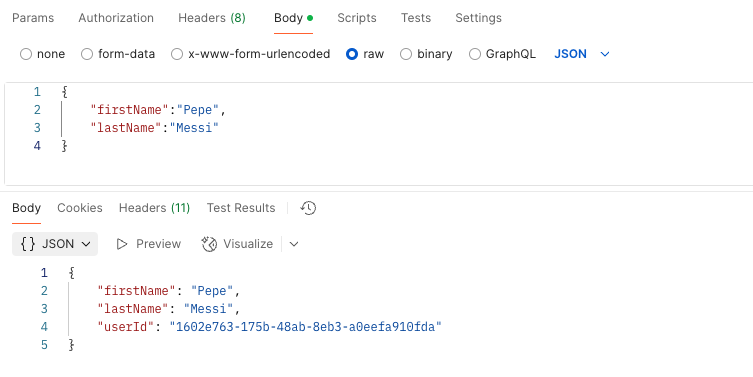 Params Authorization Headers (8) Body Scripts Tests Settings
none form-data x-www-form-urlencoded raw binary GraphQL JSON
1 {
2 "firstName":"Pepe",
3 "lastName":"Messi"
4 }
Body Cookies Headers (11) Test Results
{} JSON Preview Visualize
1 {
2 "firstName": "Pepe",
3 "lastName": "Messi",
4 "userId": "1602e763-175b-48ab-8eb3-a0eefa910fda"
5 }